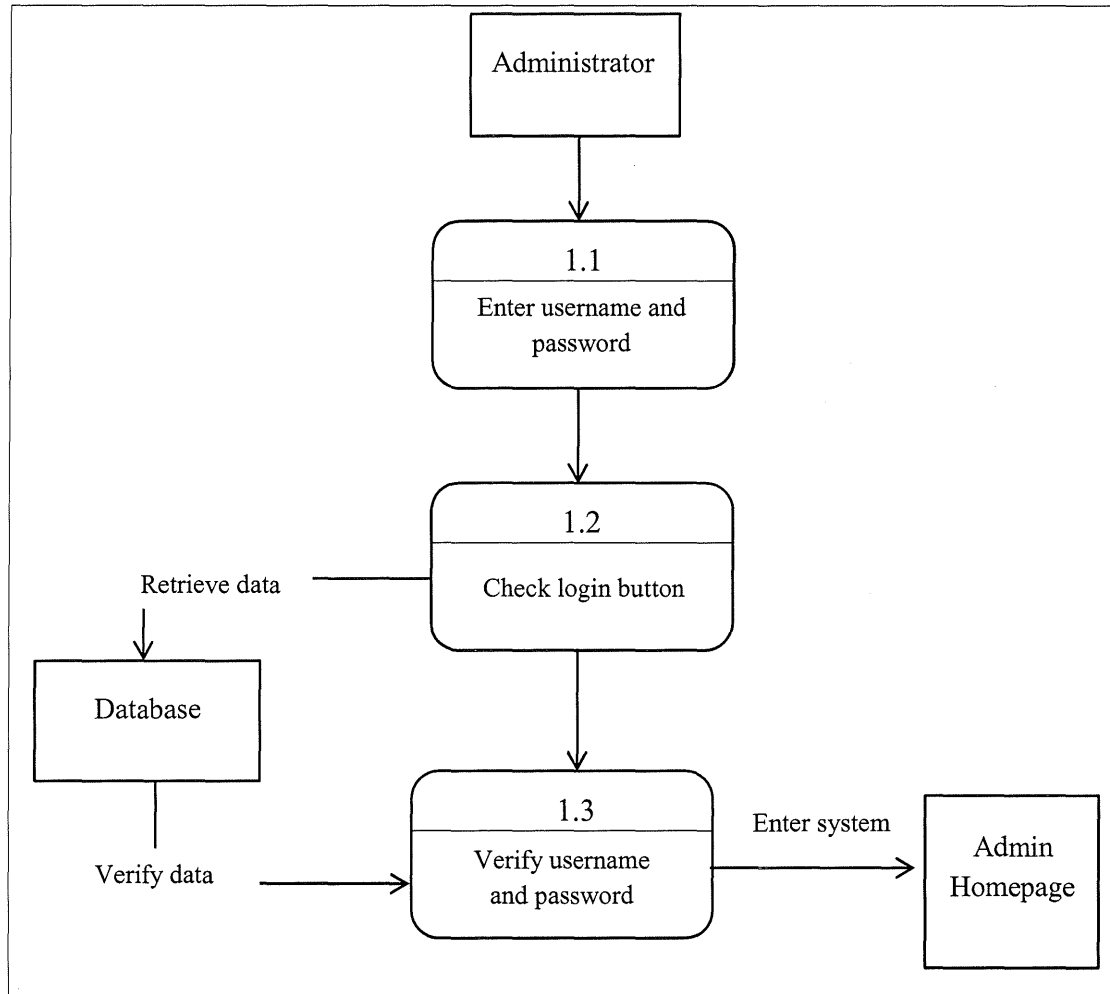 Administrator
1.1
Enter username and
password
1.2
Check login button
Retrieve data
Database
1.3
Verify username
and password
Verify data
Enter system
Admin
Homepage